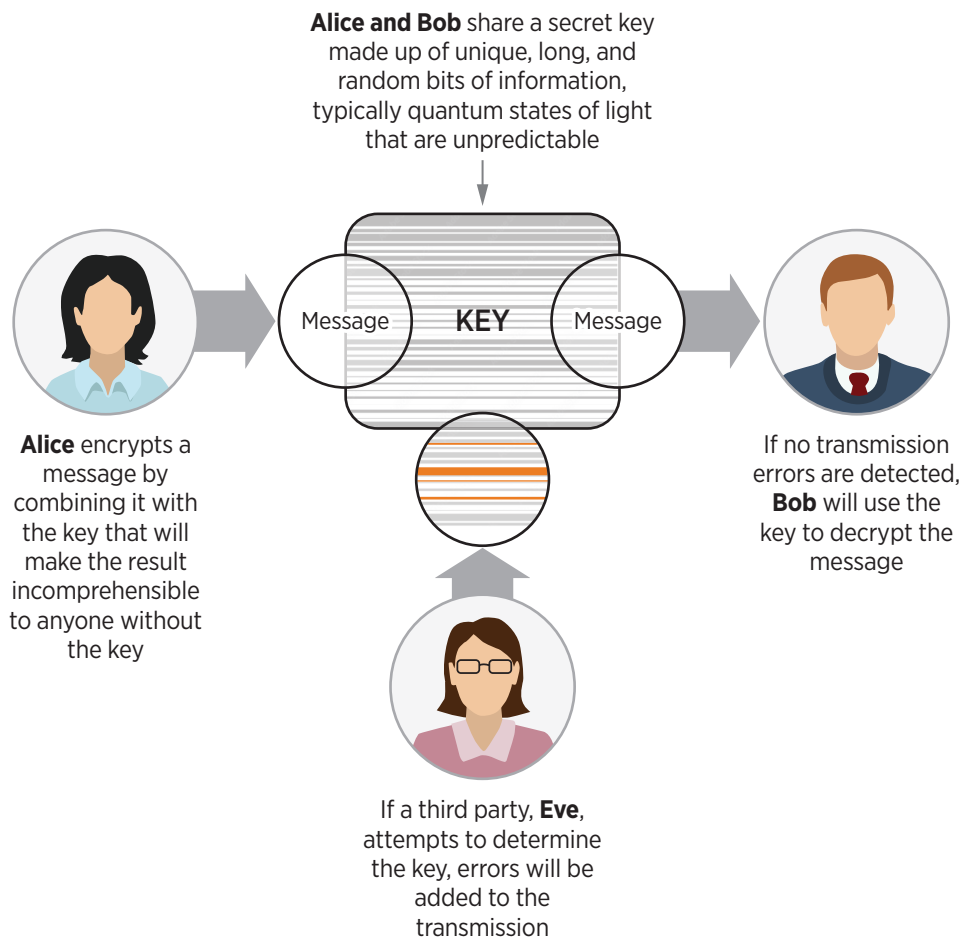 Alice and Bob share a secret key
made up of unique, long, and
random bits of information,
typically quantum states of light
that are unpredictable
Message
KEY
Message
Alice encrypts a
message by
combining it with
the key that will
make the result
incomprehensible
to anyone without
the key
If no transmission
errors are detected,
Bob will use the
key to decrypt the
message
If a third party, Eve,
attempts to determine
the key, errors will be
added to the
transmission